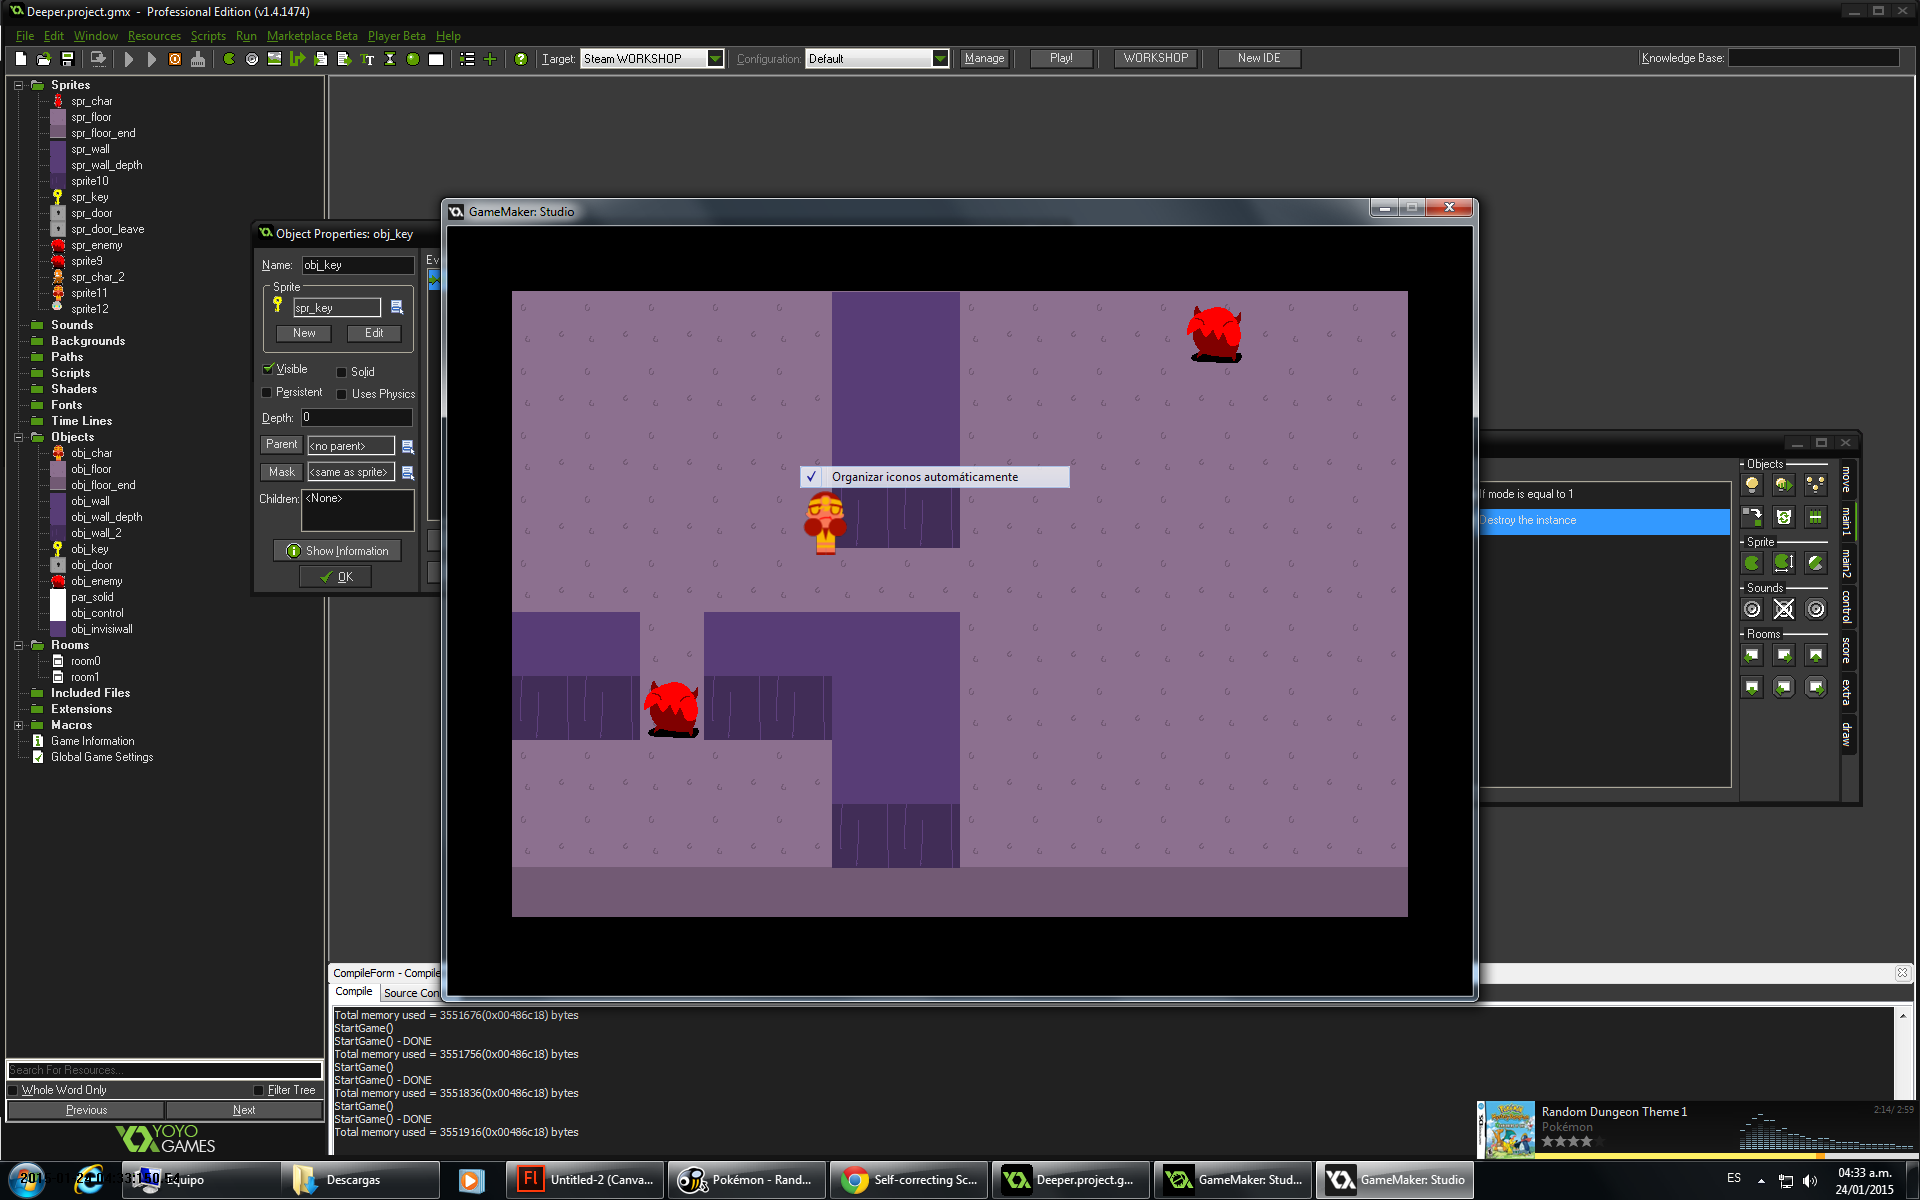 Deeper.project.gmx - Professional Edition (v1.4.1474)
File Edit Window Resources Scripts Run Marketplace Beta Player Beta Help
Target: Steam WORKSHOP Configuration: Default Manage Play! WORKSHOP New IDE Knowledge Base:
Sprites
spr_char
spr_floor
spr_floor_end
spr_wall
spr_wall_depth
sprite10
spr_key
spr_door
spr_door_leave
spr_enemy
sprite9
spr_char_2
sprite11
sprite12
Sounds
Backgrounds
Paths
Scripts
Shaders
Fonts
Time Lines
Objects
obj_char
obj_floor
obj_floor_end
obj_wall
obj_wall_depth
obj_wall_2
obj_key
obj_door
obj_enemy
par_solid
obj_control
obj_invisiwall
Rooms
room0
room1
Included Files
Extensions
Macros
Game Information
Global Game Settings
Search For Resources...
Whole Word Only Filter Tree
Previous Next
YOYO
GAMES
Object Properties: obj_key
Name: obj_key
Ev
Sprite
spr_key
New Edit
Visible Solid
Persistent Uses Physics
Depth: 0
Parent <no parent>
Mask <same as sprite>
Children: <None>
Show Information
OK
GameMaker: Studio
Organizar iconos automáticamente
If mode is equal to 1
Destroy the instance
Objects
Sprite
Sounds
Rooms
move
main1
main2
control
score
extra
draw
CompileForm - Compile
Compile Source Con
Total memory used = 3551676(0x00486c18) bytes
StartGame()
StartGame() - DONE
Total memory used = 3551756(0x00486c18) bytes
StartGame()
StartGame() - DONE
Total memory used = 3551836(0x00486c18) bytes
StartGame()
StartGame() - DONE
Total memory used = 3551916(0x00486c18) bytes
Random Dungeon Theme 1 2:14/ 2:59
Pokémon
Equipo
Descargas
Untitled-2 (Canva...
Pokémon - Rand...
Self-correcting Sc...
Deeper.project.g...
GameMaker: Stud...
GameMaker: Studio
ES
04:33 a.m.
24/01/2015